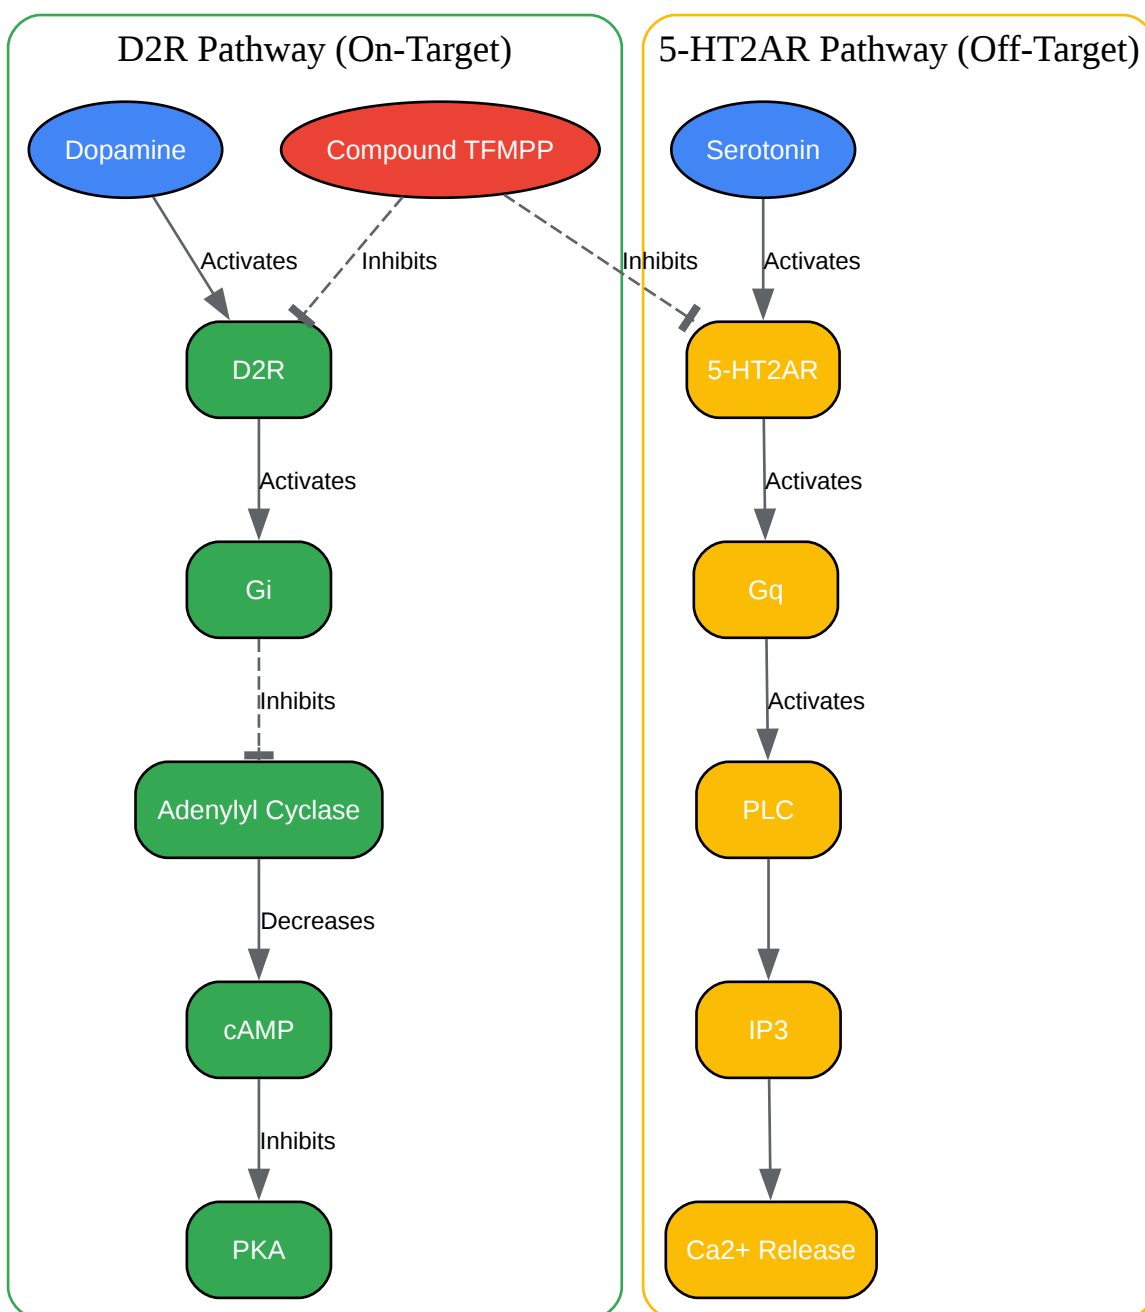 D2R Pathway (On-Target)
5-HT2AR Pathway (Off-Target)
Dopamine
Compound TFMPP
Serotonin
Activates
Inhibits
Inhibits
Activates
D2R
5-HT2AR
Activates
Activates
Gi
Gq
Inhibits
Activates
Adenylyl Cyclase
PLC
Decreases
cAMP
IP3
Inhibits
PKA
Ca2+ Release